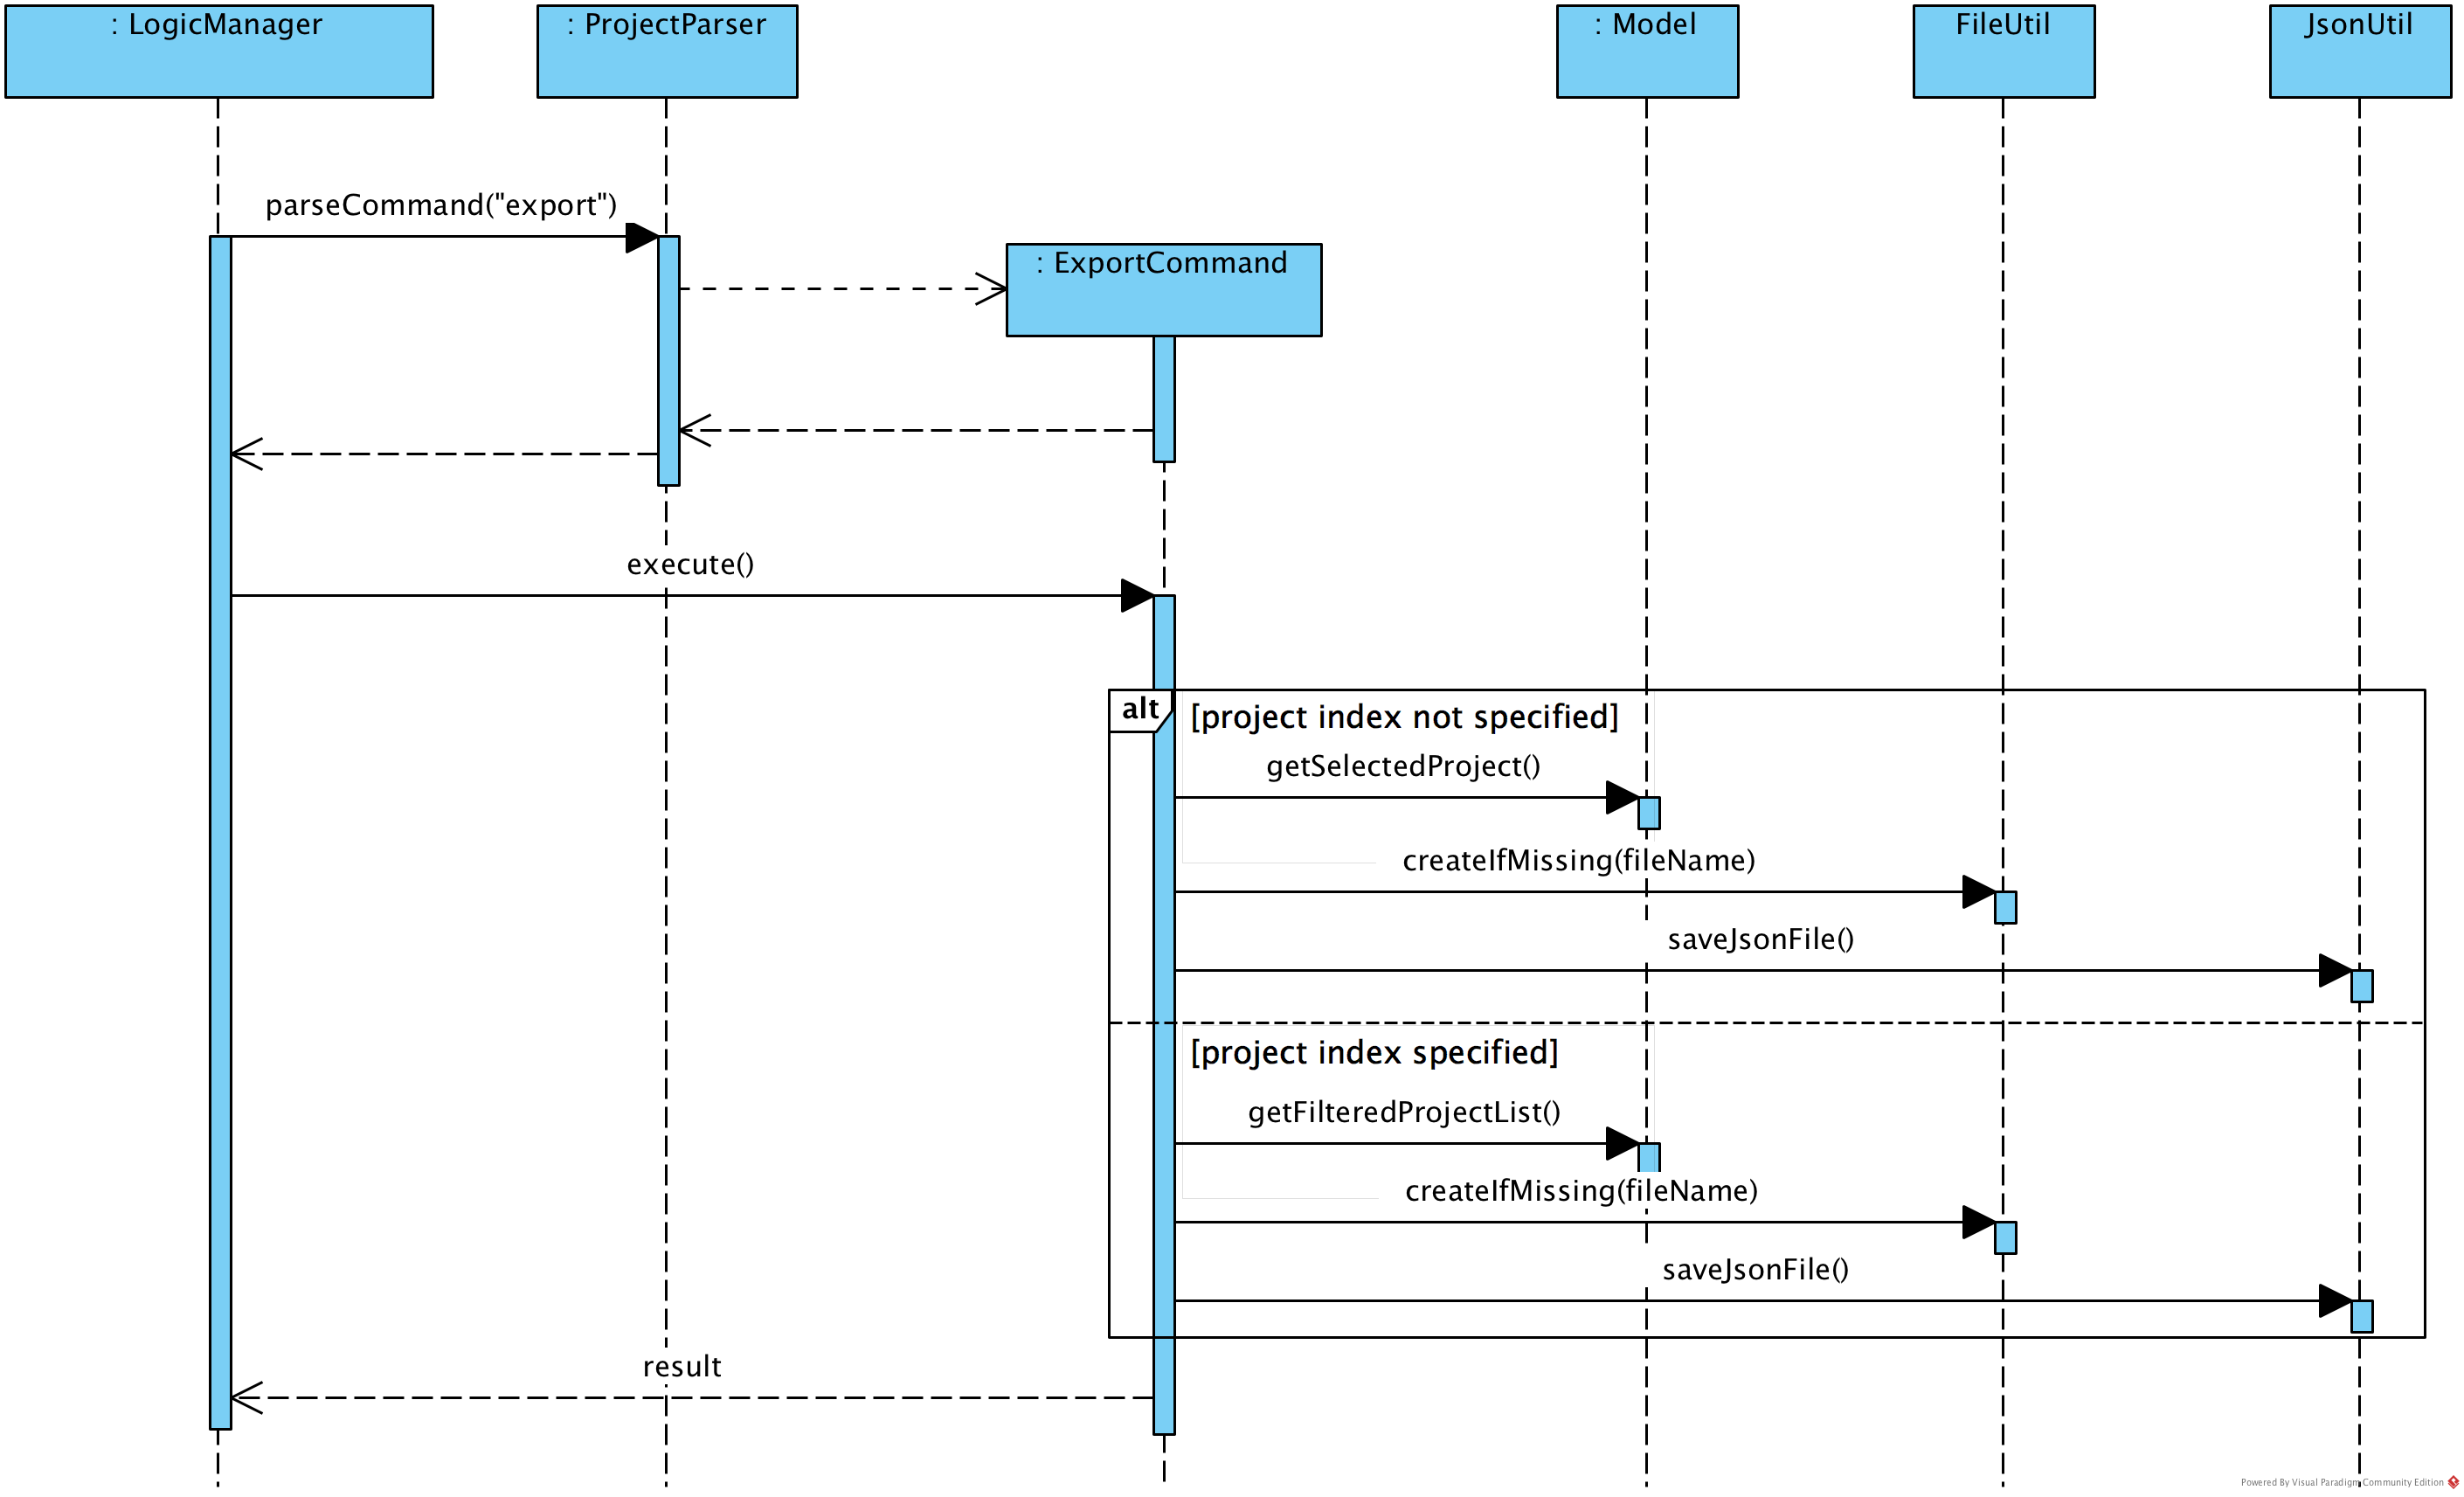 : LogicManager
: ProjectParser
: Model
FileUtil
JsonUtil
parseCommand("export")
: ExportCommand
execute()
alt
[project index not specified]
getSelectedProject()
createIfMissing(fileName)
saveJsonFile()
[project index specified]
getFilteredProjectList()
createIfMissing(fileName)
saveJsonFile()
result
Powered By Visual Paradigm Community Edition